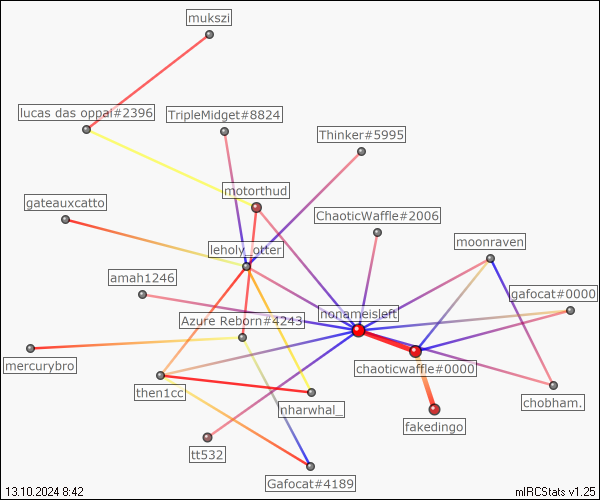 mukszi
lucas das oppai#2396
TripleMidget#8824
Thinker#5995
motorthud
gateauxcatto
ChaoticWaffle#2006
moonraven
leholy_otter
amah1246
gafocat#0000
nonameisleft
Azure Reborn#4243
mercurybro
chaoticwaffle#0000
then1cc
chobham.
nharwhal_
fakedingo
tt532
Gafocat#4189
13.10.2024 8:42
mIRCStats v1.25